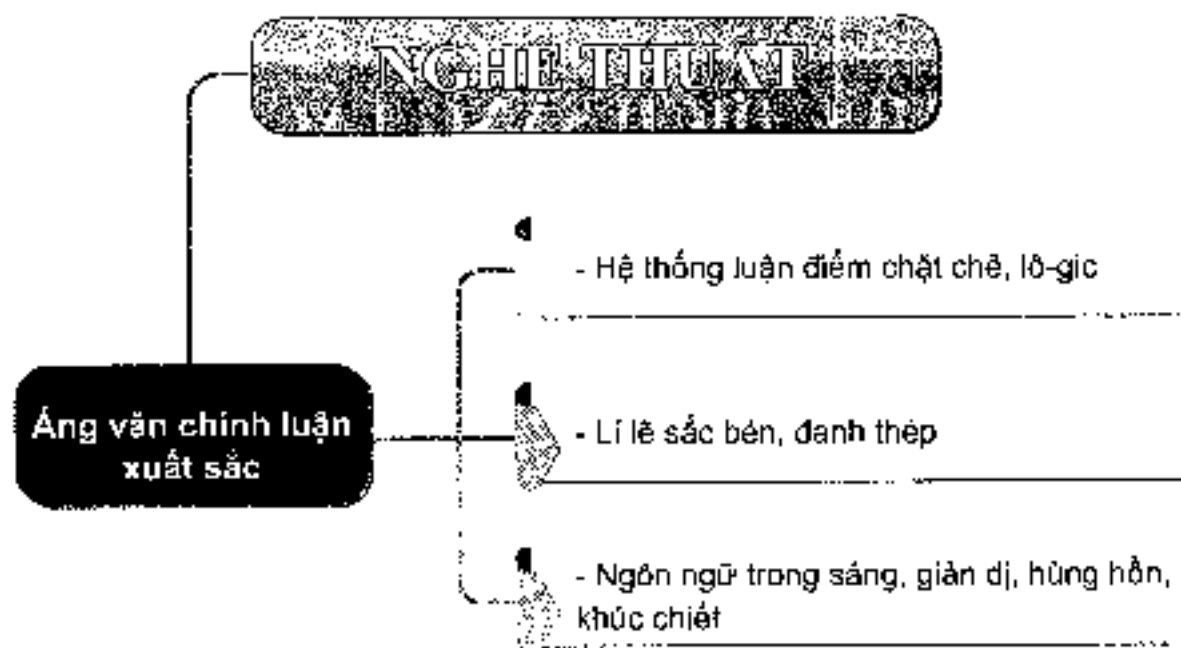 NGHỆ THUẬT
- Hệ thống luận điểm chặt chẽ, lô-gic
Áng văn chính luận
xuất sắc
- Lí lẽ sắc bén, đanh thép
- Ngôn ngữ trong sáng, giản dị, hùng hồn,
khúc chiết